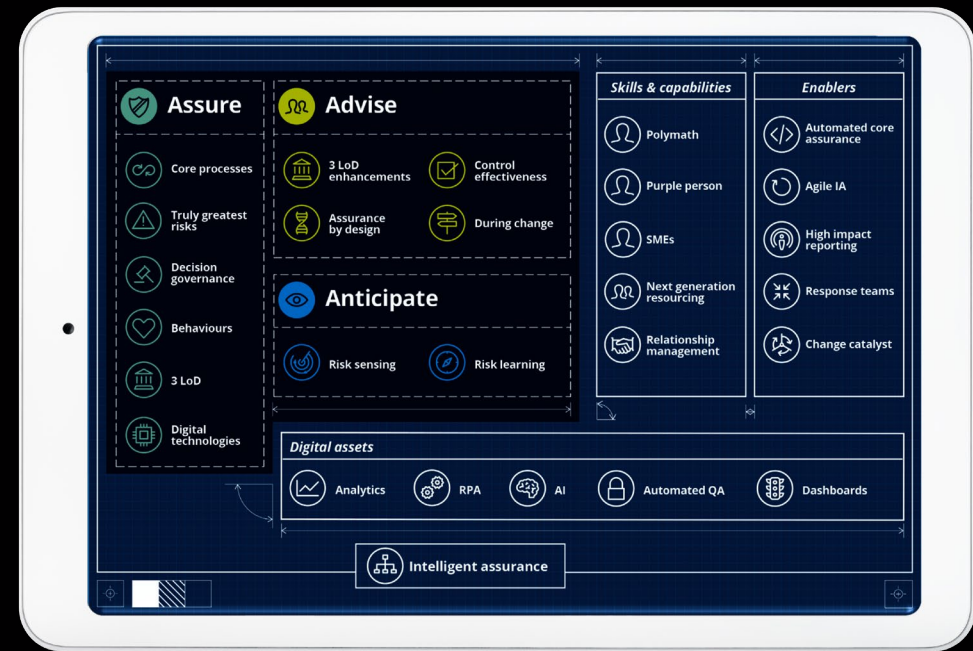 Assure
Core processes
Truly greatest
risks
Decision
governance
Behaviours
3 LoD
Digital
technologies
Advise
3 LoD
enhancements
Control
effectiveness
Assurance
by design
During change
Anticipate
Risk sensing
Risk learning
Skills & capabilities
Polymath
Purple person
SMEs
Next generation
resourcing
Relationship
management
Enablers
Automated core
assurance
Agile IA
High impact
reporting
Response teams
Change catalyst
Digital assets
Analytics
RPA
AI
Automated QA
Dashboards
Intelligent assurance